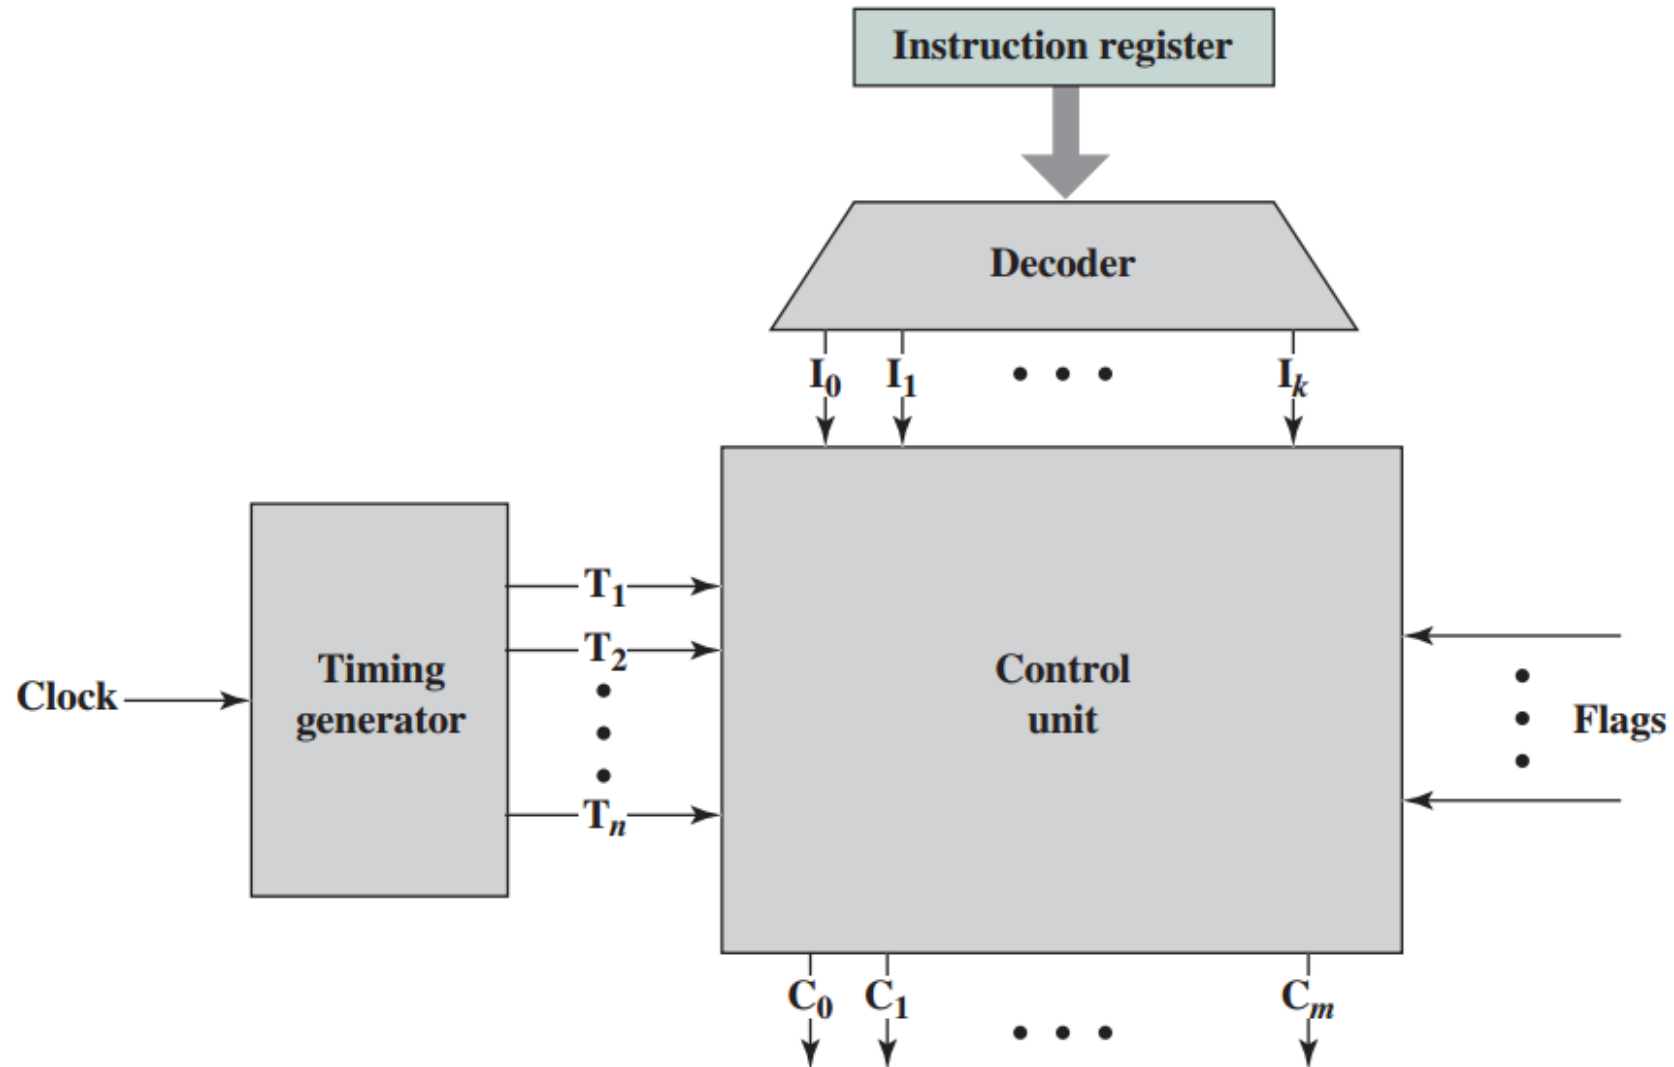 Instruction register
Decoder
I0 I1 • • • Ik
Clock
Timing
generator
T1
T2
Tn
Control
unit
Flags
C0 C1 • • • Cm